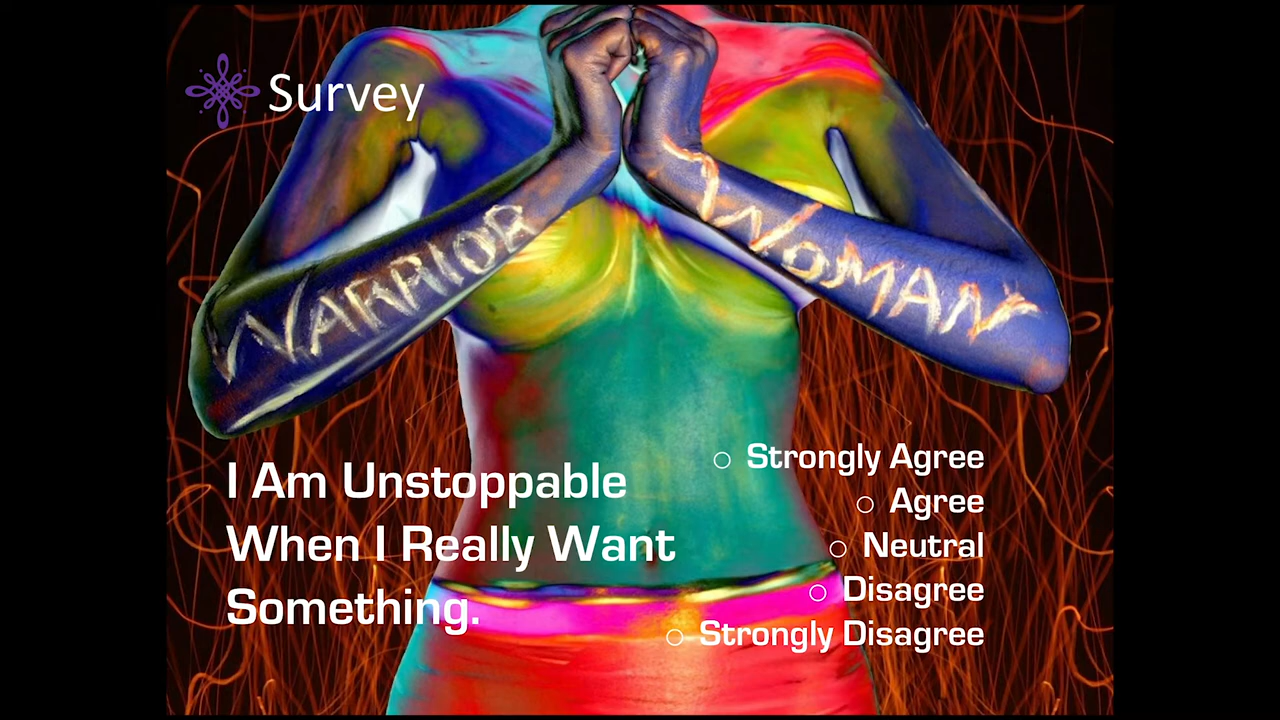 Survey
WARRIOR
WOMAN
I Am Unstoppable
When I Really Want
Something.
Strongly Agree
Agree
Neutral
Disagree
Strongly Disagree